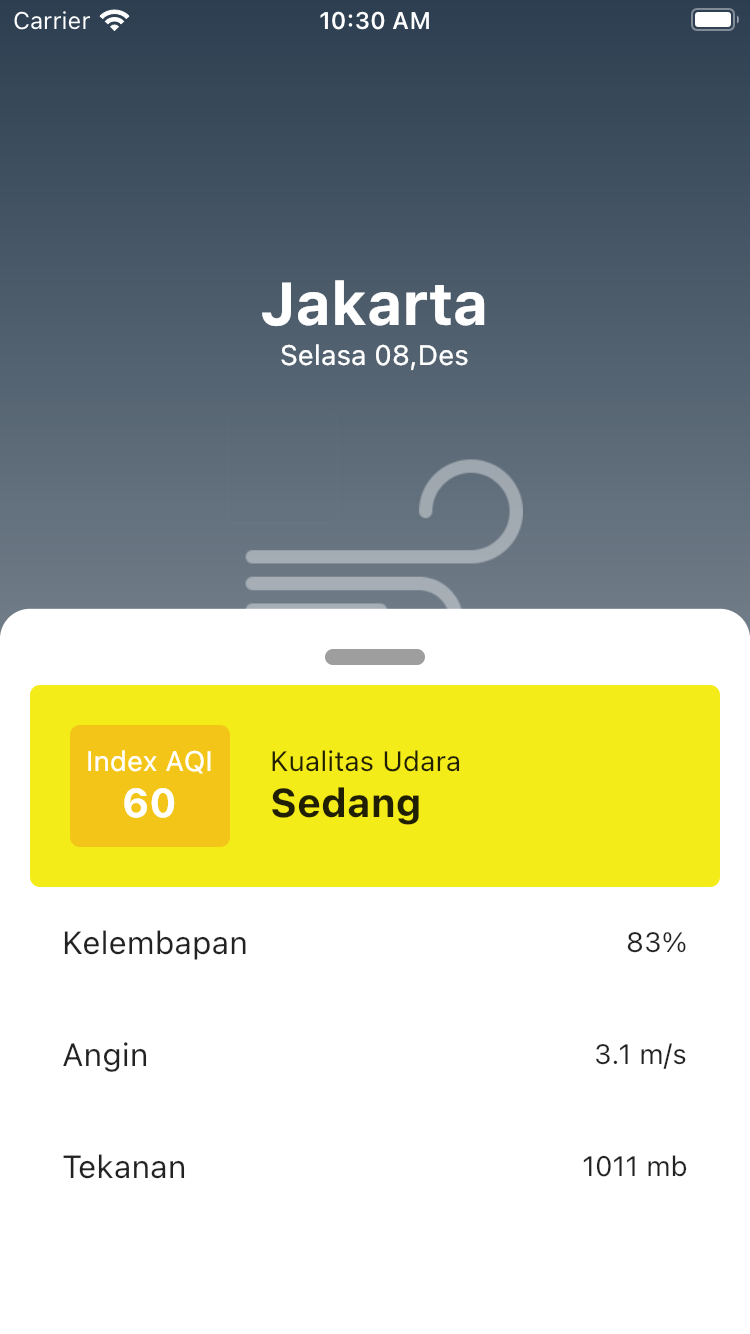 Carrier 10:30 AM
Jakarta
Selasa 08,Des
Index AQI
60
Kualitas Udara
Sedang
Kelembapan 83%
Angin 3.1 m/s
Tekanan 1011 mb